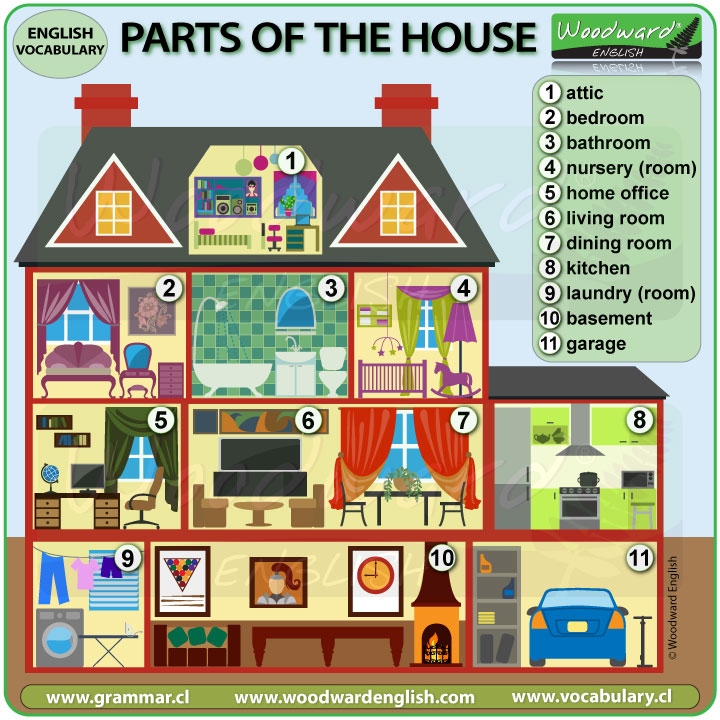 ENGLISH
VOCABULARY
PARTS OF THE HOUSE
Woodward®
ENGLISH
1 attic
2 bedroom
3 bathroom
4 nursery (room)
5 home office
6 living room
7 dining room
8 kitchen
9 laundry (room)
10 basement
11 garage
1
2
3
4
5
6
7
8
9
10
11
© Woodward English
Woodward
ENGLISH
www.grammar.cl
www.woodwardenglish.com
www.vocabulary.cl